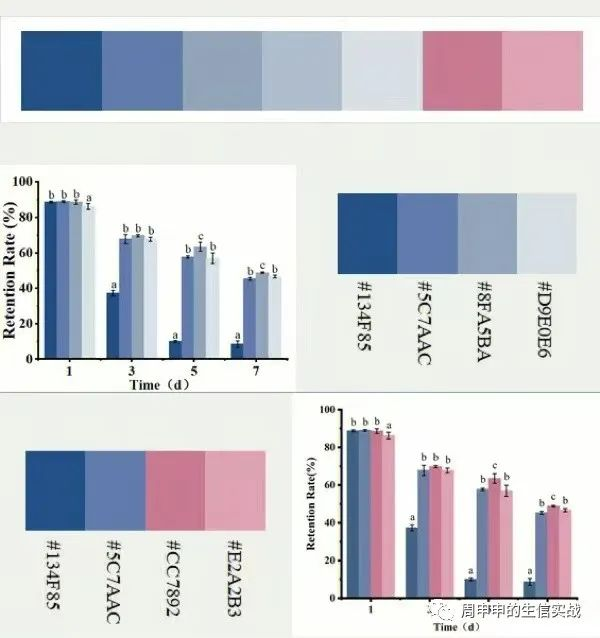 100
80
60
40
20
0
Retention Rate (%)
b b b a
a b b b
a b c b
a b c b
1 3 5 7
Time (d)
#134F85
#5C7AAC
#8FA5BA
#D9E0E6
#134F85
#5C7AAC
#CC7892
#E2A2B3
100
80
60
40
20
0
Retention Rate(%)
b b b a
a b b b
a b c b
a b c b
1
Time (d)
周申申的生信实战